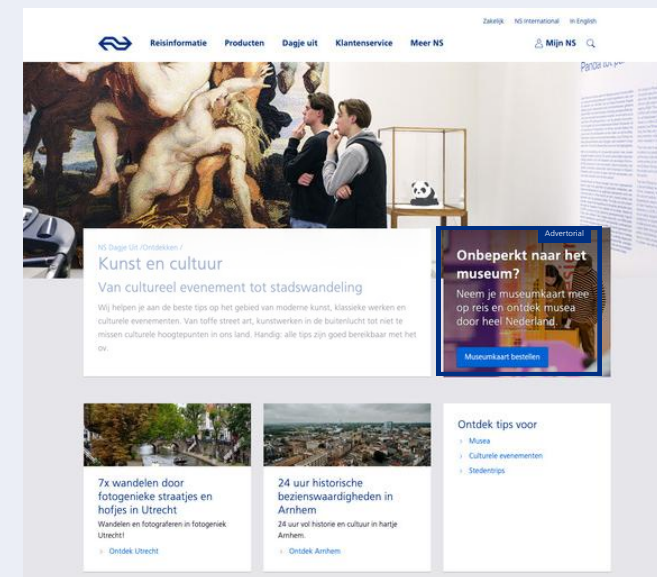 Zakelijk NS International In English
Reisinformatie Producten Dagje uit Klantenservice Meer NS Mijn NS
NS Dagje Uit /Ontdekken /
Kunst en cultuur
Van cultureel evenement tot stadswandeling
Wij helpen je aan de beste tips op het gebied van moderne kunst, klassieke werken en
culturele evenementen. Van toffe street art, kunstwerken in de buitenlucht tot niet te
missen culturele hoogtepunten in ons land. Handig: alle tips zijn goed bereikbaar met het
ov.
Advertorial
Onbeperkt naar het
museum?
Neem je museumkaart mee
op reis en ontdek musea
door heel Nederland.
Museumkaart bestellen
7x wandelen door
fotogenieke straatjes en
hofjes in Utrecht
Wandelen en fotograferen in fotogeniek
Utrecht!
Ontdek Utrecht
24 uur historische
bezienswaardigheden in
Arnhem
24 uur vol historie en cultuur in hartje
Arnhem.
Ontdek Arnhem
Ontdek tips voor
Musea
Culturele evenementen
Stedentrips